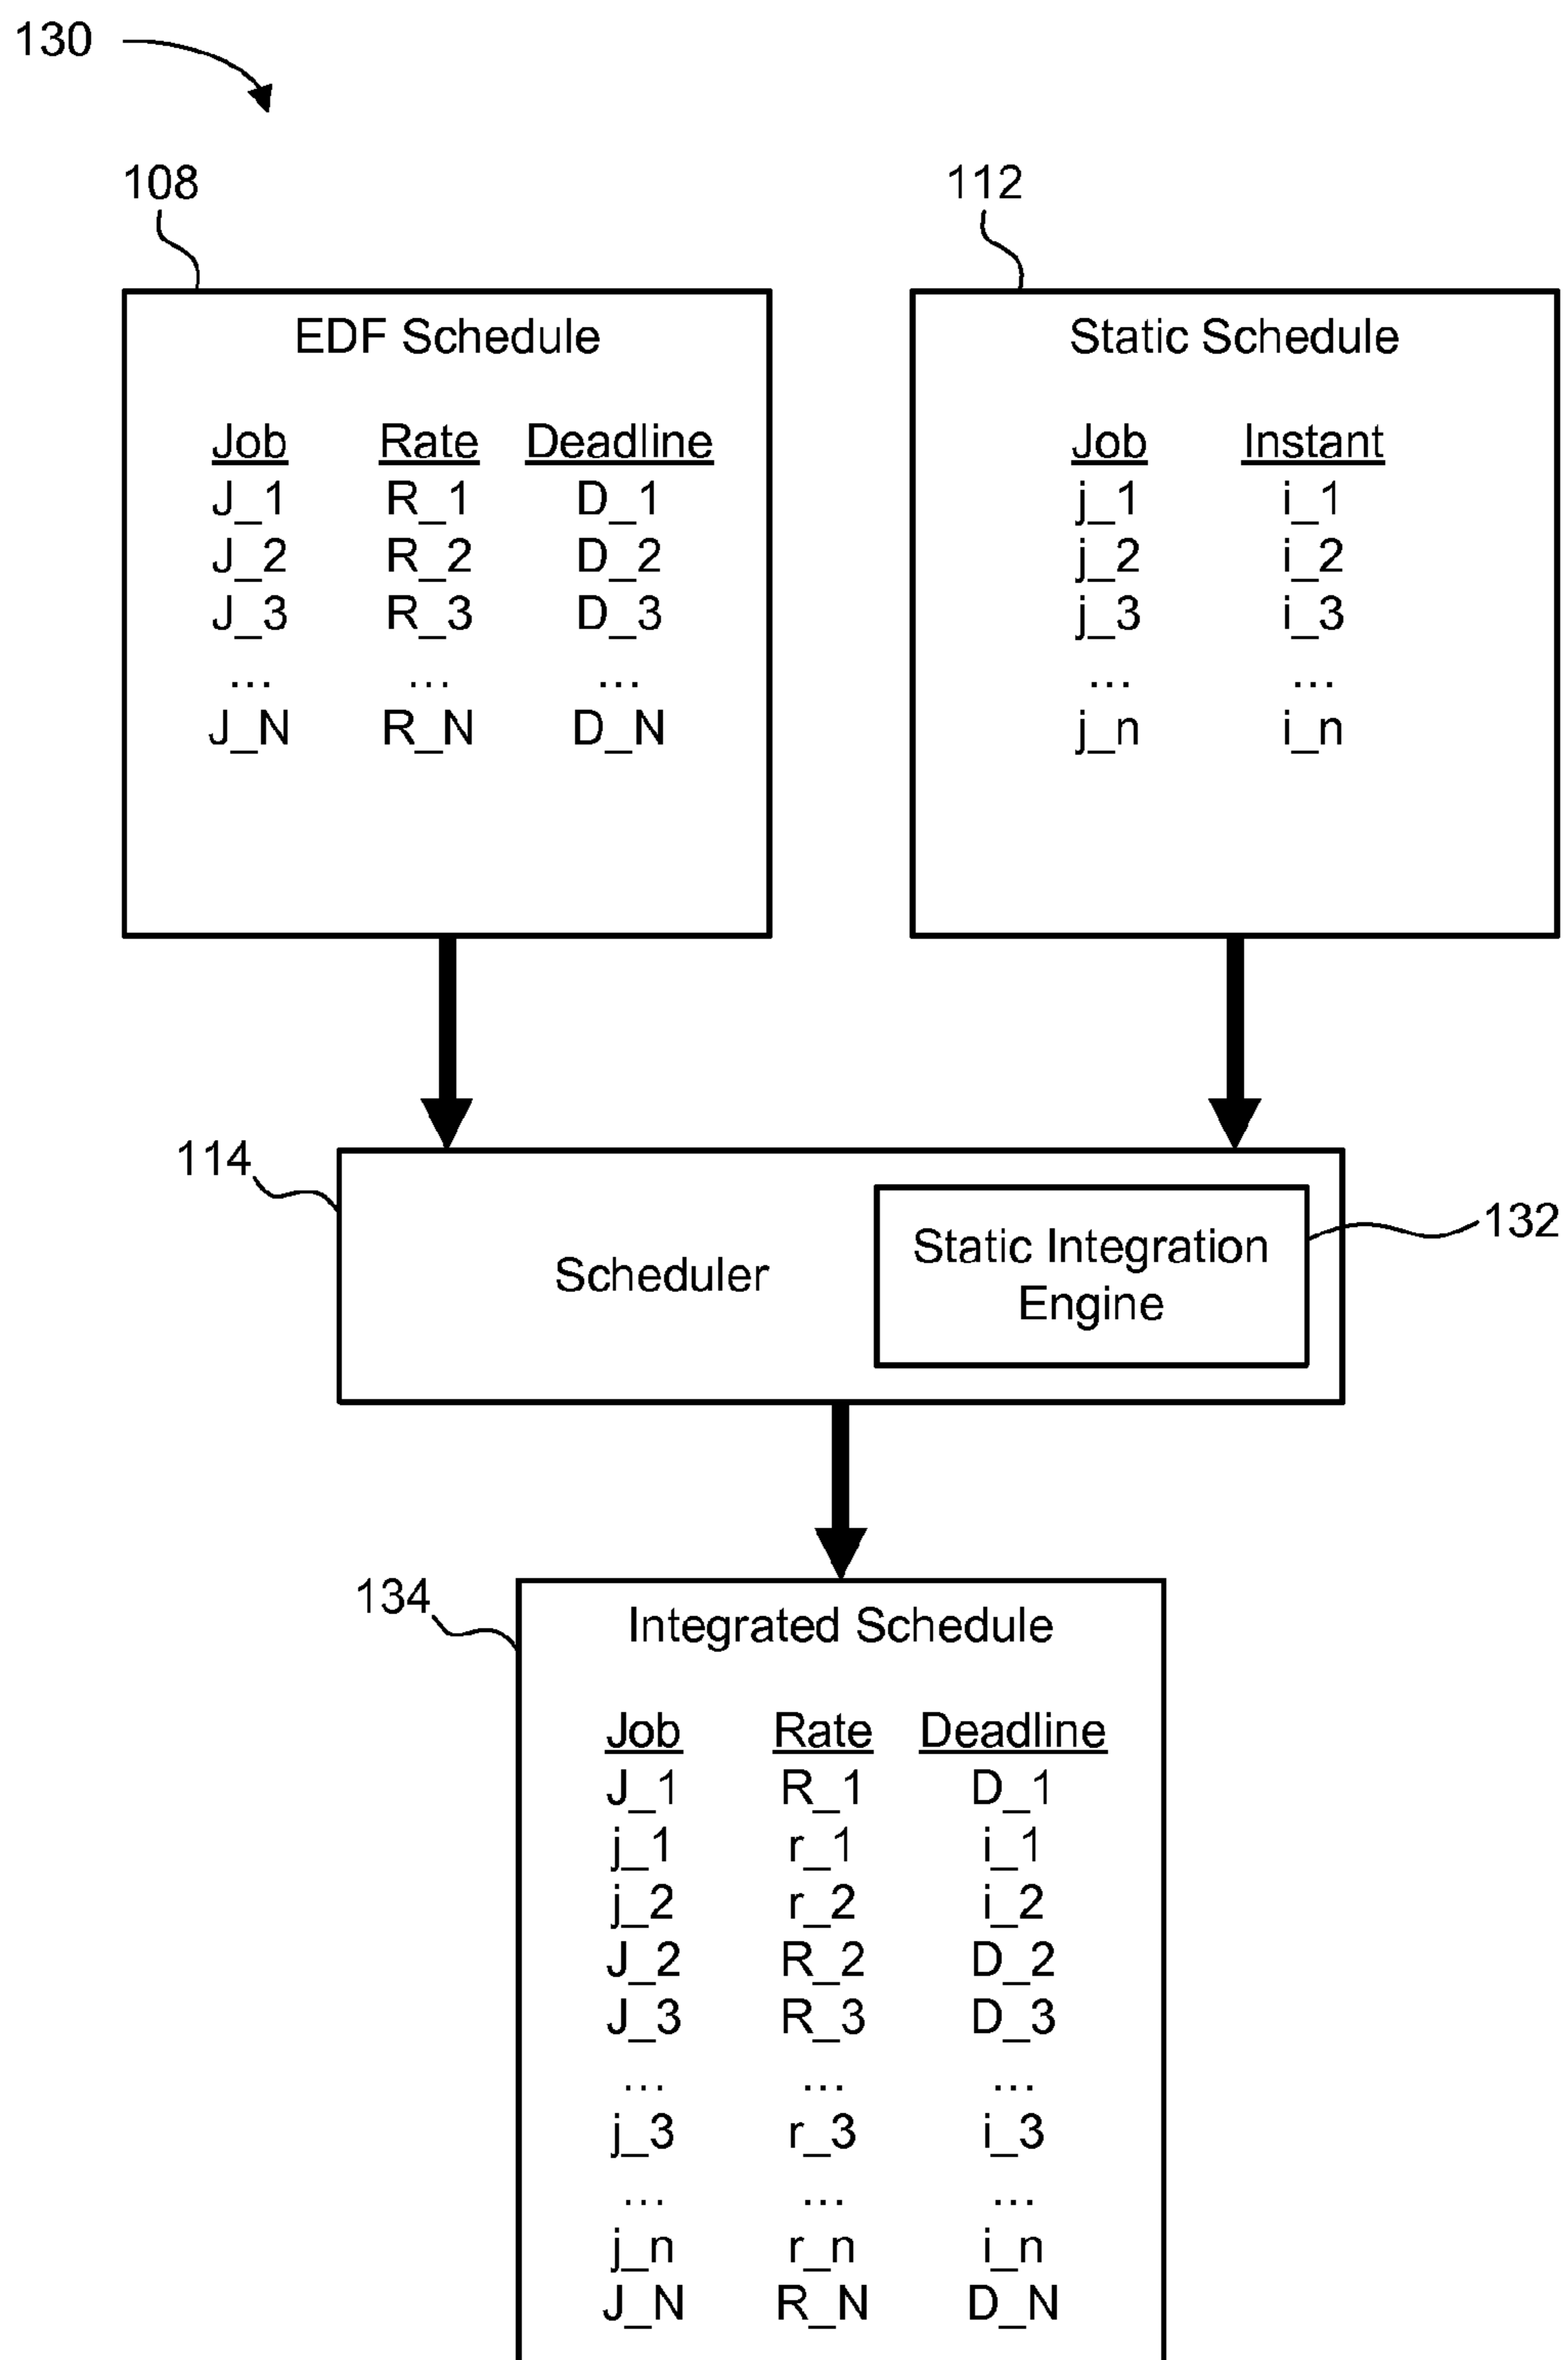 130
108
112
EDF Schedule
Job Rate Deadline
J_1 R_1 D_1
J_2 R_2 D_2
J_3 R_3 D_3
... ... ...
J_N R_N D_N
Static Schedule
Job Instant
j_1 i_1
j_2 i_2
j_3 i_3
... ...
j_n i_n
114
Scheduler
Static Integration
Engine
132
134
Integrated Schedule
Job Rate Deadline
J_1 R_1 D_1
j_1 r_1 i_1
j_2 r_2 i_2
J_2 R_2 D_2
J_3 R_3 D_3
... ... ...
j_3 r_3 i_3
... ... ...
j_n r_n i_n
J_N R_N D_N